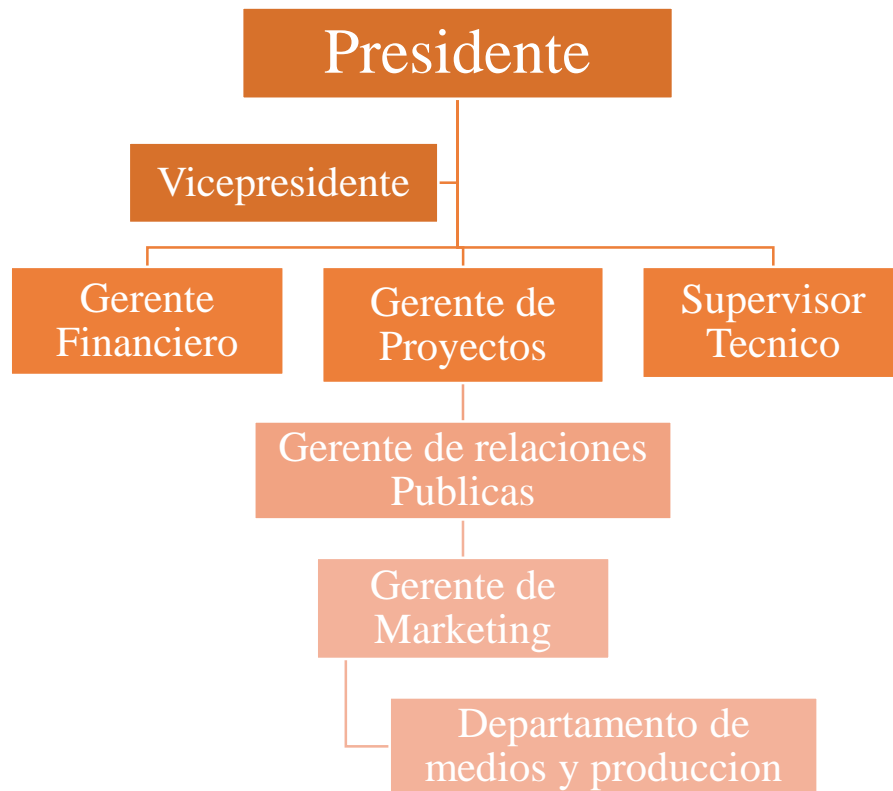 Presidente
Vicepresidente
Gerente
Financiero
Gerente de
Proyectos
Supervisor
Tecnico
Gerente de relaciones
Publicas
Gerente de
Marketing
Departamento de
medios y produccion